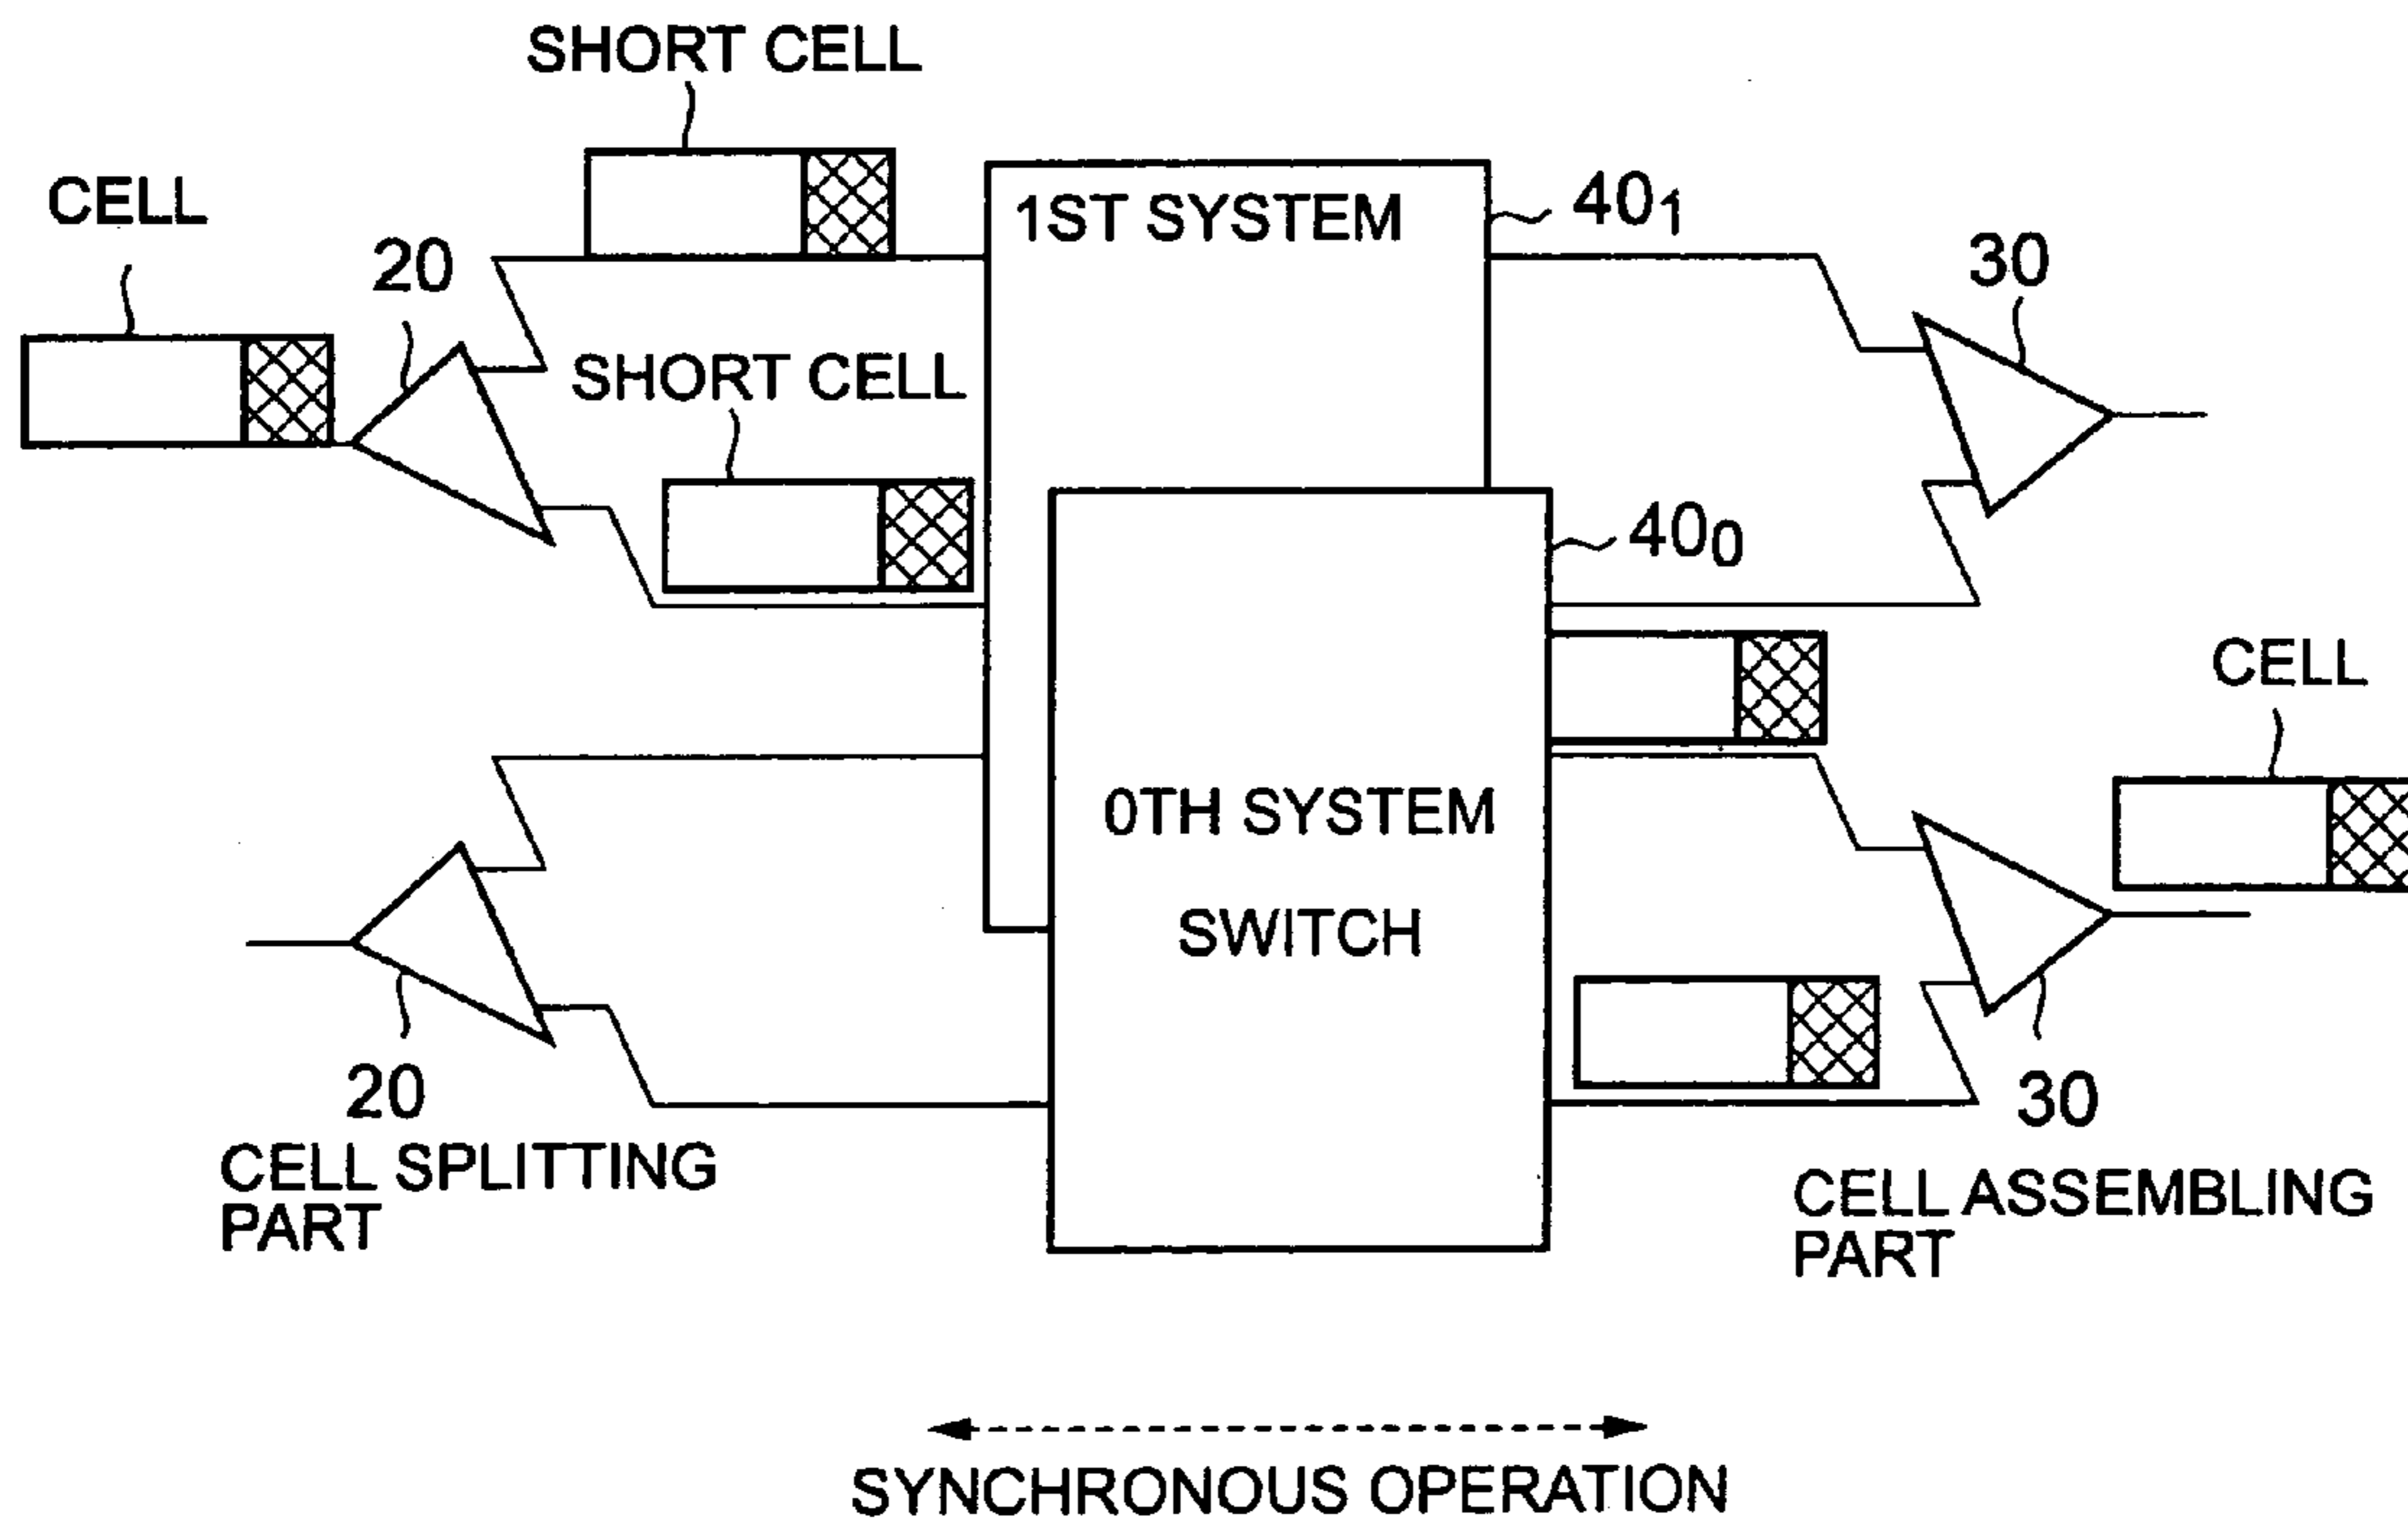 SHORT CELL
CELL
1ST SYSTEM
40₁
20
30
SHORT CELL
40₀
CELL
0TH SYSTEM
SWITCH
20
CELL SPLITTING
PART
30
CELL ASSEMBLING
PART
SYNCHRONOUS OPERATION